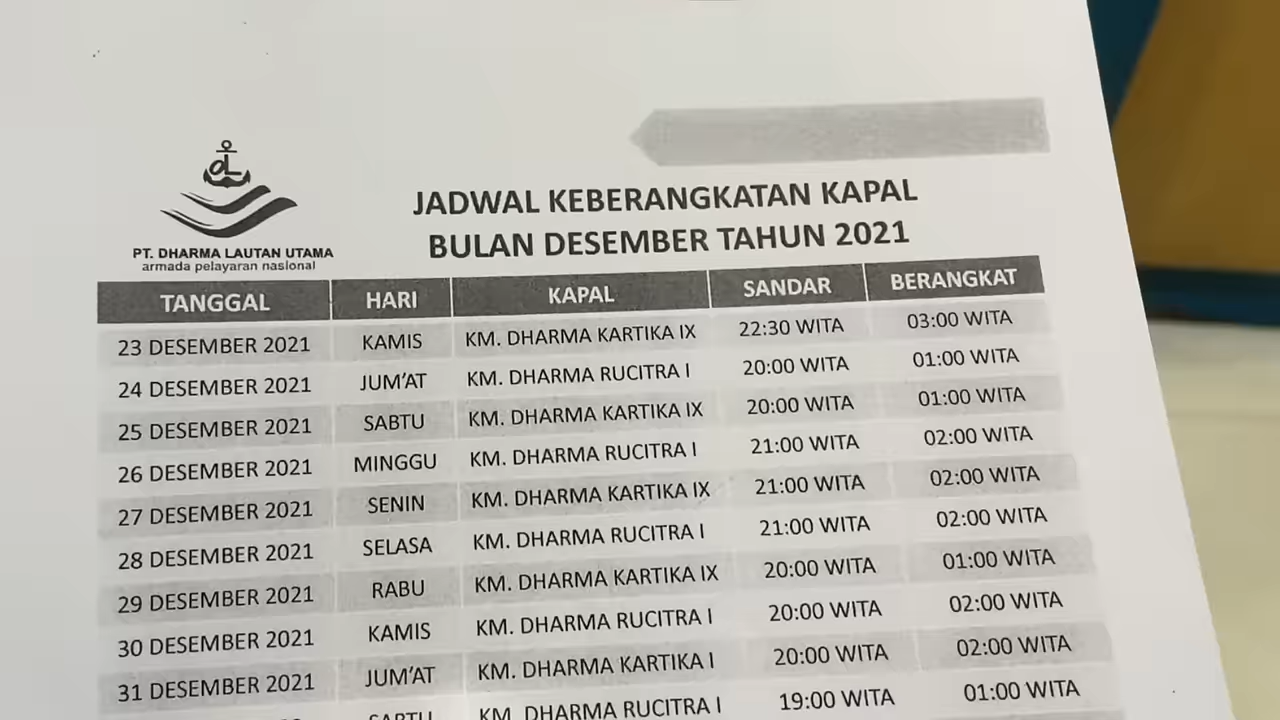 dL
PT. DHARMA LAUTAN UTAMA
armada pelayaran nasional
JADWAL KEBERANGKATAN KAPAL
BULAN DESEMBER TAHUN 2021
TANGGAL HARI KAPAL SANDAR BERANGKAT
23 DESEMBER 2021 KAMIS KM. DHARMA KARTIKA IX 22:30 WITA 03:00 WITA
24 DESEMBER 2021 JUM'AT KM. DHARMA RUCITRA I 20:00 WITA 01:00 WITA
25 DESEMBER 2021 SABTU KM. DHARMA KARTIKA IX 20:00 WITA 01:00 WITA
26 DESEMBER 2021 MINGGU KM. DHARMA RUCITRA I 21:00 WITA 02:00 WITA
27 DESEMBER 2021 SENIN KM. DHARMA KARTIKA IX 21:00 WITA 02:00 WITA
28 DESEMBER 2021 SELASA KM. DHARMA RUCITRA I 21:00 WITA 02:00 WITA
29 DESEMBER 2021 RABU KM. DHARMA KARTIKA IX 20:00 WITA 01:00 WITA
30 DESEMBER 2021 KAMIS KM. DHARMA RUCITRA I 20:00 WITA 02:00 WITA
31 DESEMBER 2021 JUM'AT KM. DHARMA KARTIKA I 20:00 WITA 02:00 WITA
SABTU KM. DHARMA RUCITRA I 19:00 WITA 01:00 WITA